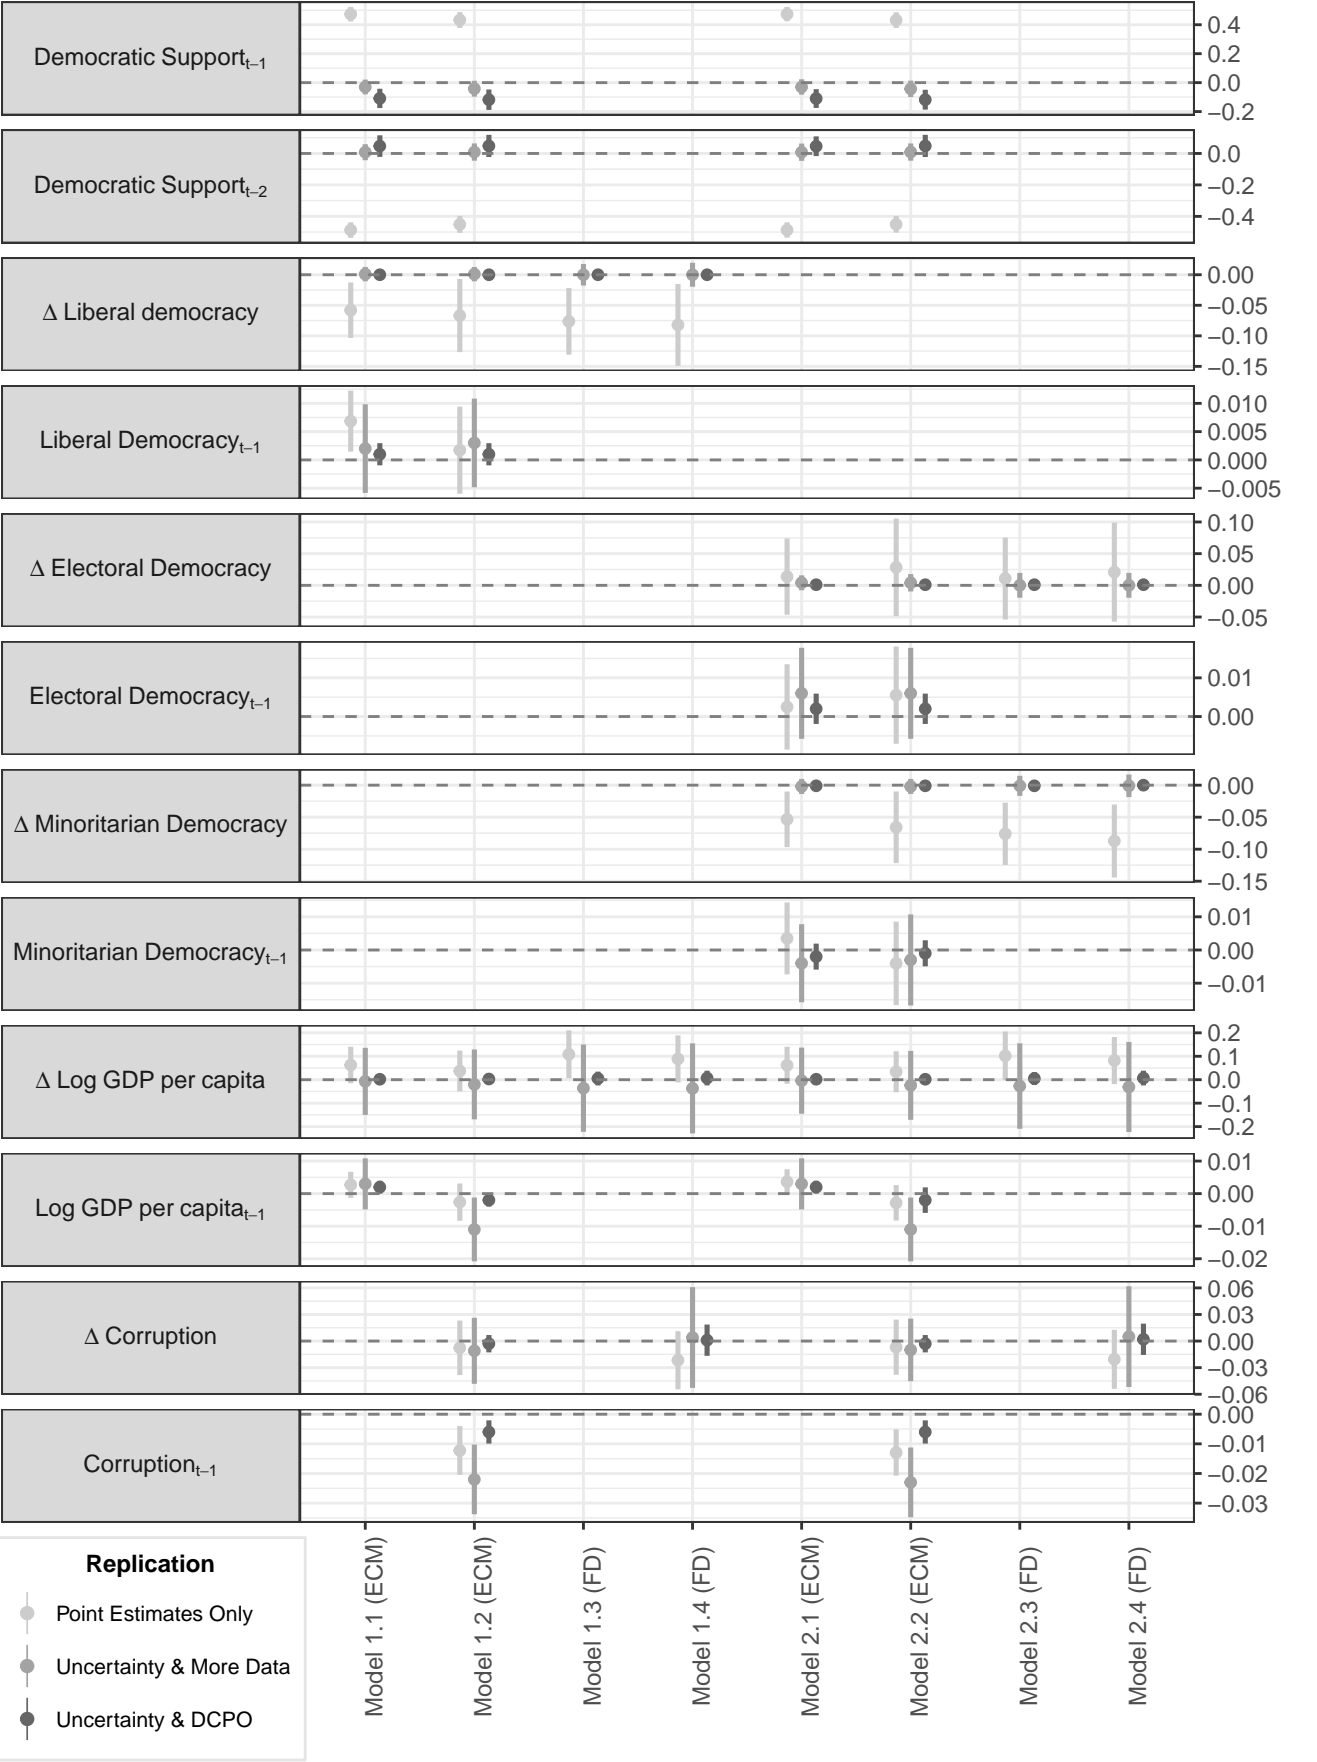 Democratic Supportt–1
0.4
0.2
0.0
−0.2
Democratic Supportt–2
0.0
−0.2
−0.4
Δ Liberal democracy
0.00
−0.05
−0.10
−0.15
Liberal Democracyt–1
0.010
0.005
0.000
−0.005
Δ Electoral Democracy
0.10
0.05
0.00
−0.05
Electoral Democracyt–1
0.01
0.00
Δ Minoritarian Democracy
0.00
−0.05
−0.10
−0.15
Minoritarian Democracyt–1
0.01
0.00
−0.01
Δ Log GDP per capita
0.2
0.1
0.0
−0.1
−0.2
Log GDP per capitat–1
0.01
0.00
−0.01
−0.02
Δ Corruption
0.06
0.03
0.00
−0.03
−0.06
Corruptiont–1
0.00
−0.01
−0.02
−0.03
Model 1.1 (ECM)
Model 1.2 (ECM)
Model 1.3 (FD)
Model 1.4 (FD)
Model 2.1 (ECM)
Model 2.2 (ECM)
Model 2.3 (FD)
Model 2.4 (FD)
Replication
Point Estimates Only
Uncertainty & More Data
Uncertainty & DCPO